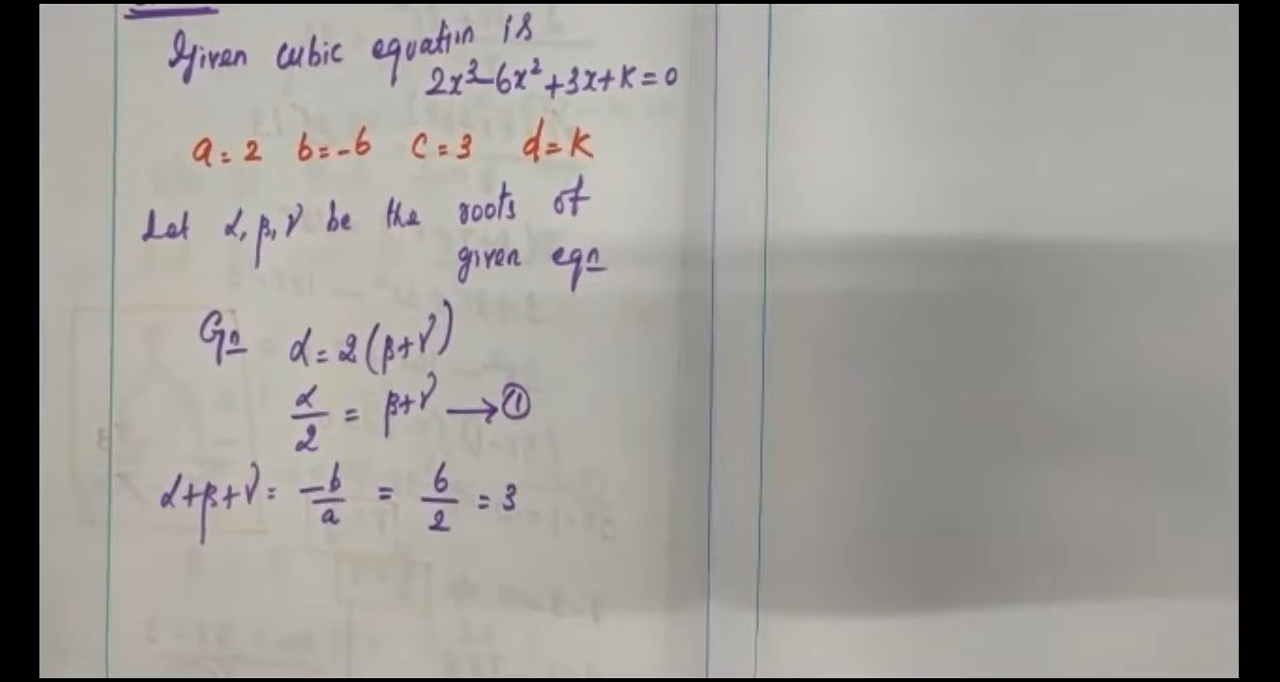 Given cubic equation is
2x³-6x²+3x+K=0
a=2 b=-6 c=3 d=K
Let α, β, γ be the roots of
given eqn
Gn α=2(β+γ)
α/2 = β+γ → ①
α+β+γ = -b/a = 6/2 = 3